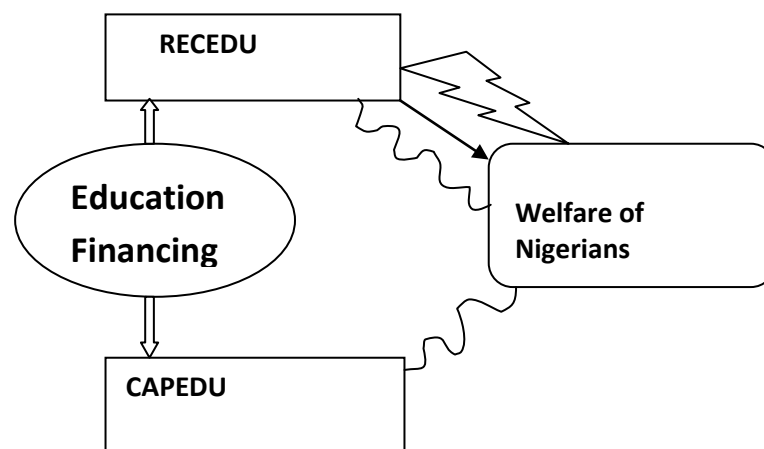 RECEDU
Education
Financing
Welfare of
Nigerians
CAPEDU